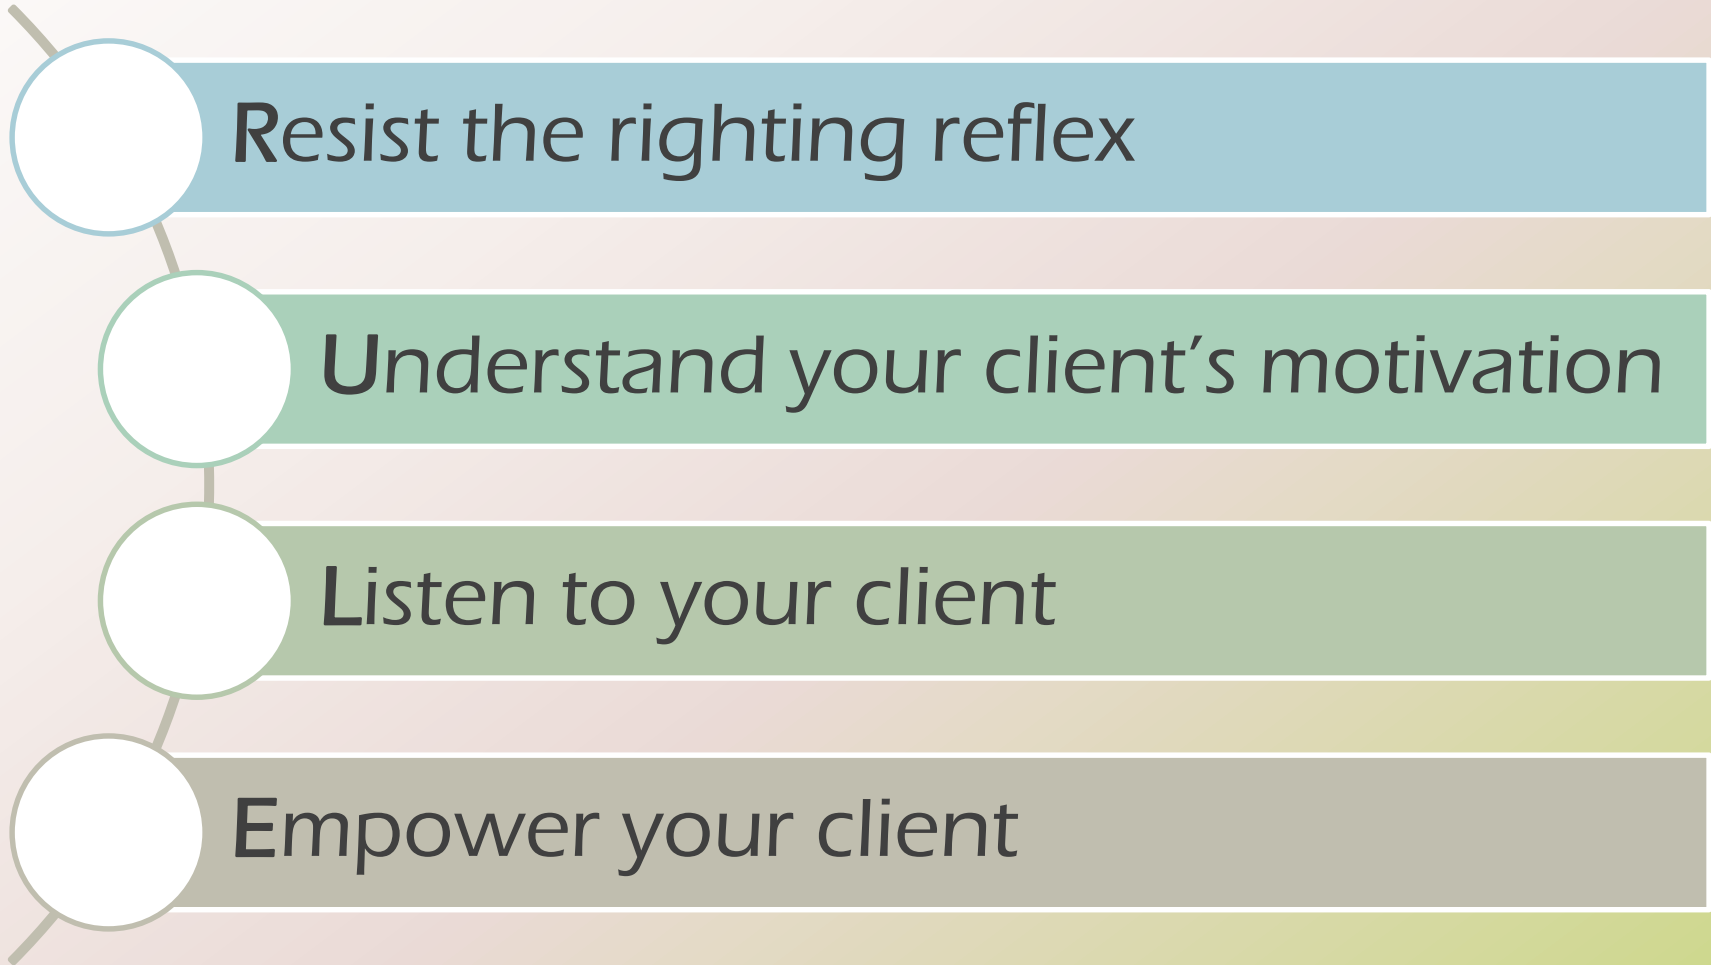 Resist the righting reflex
Understand your client’s motivation
Listen to your client
Empower your client